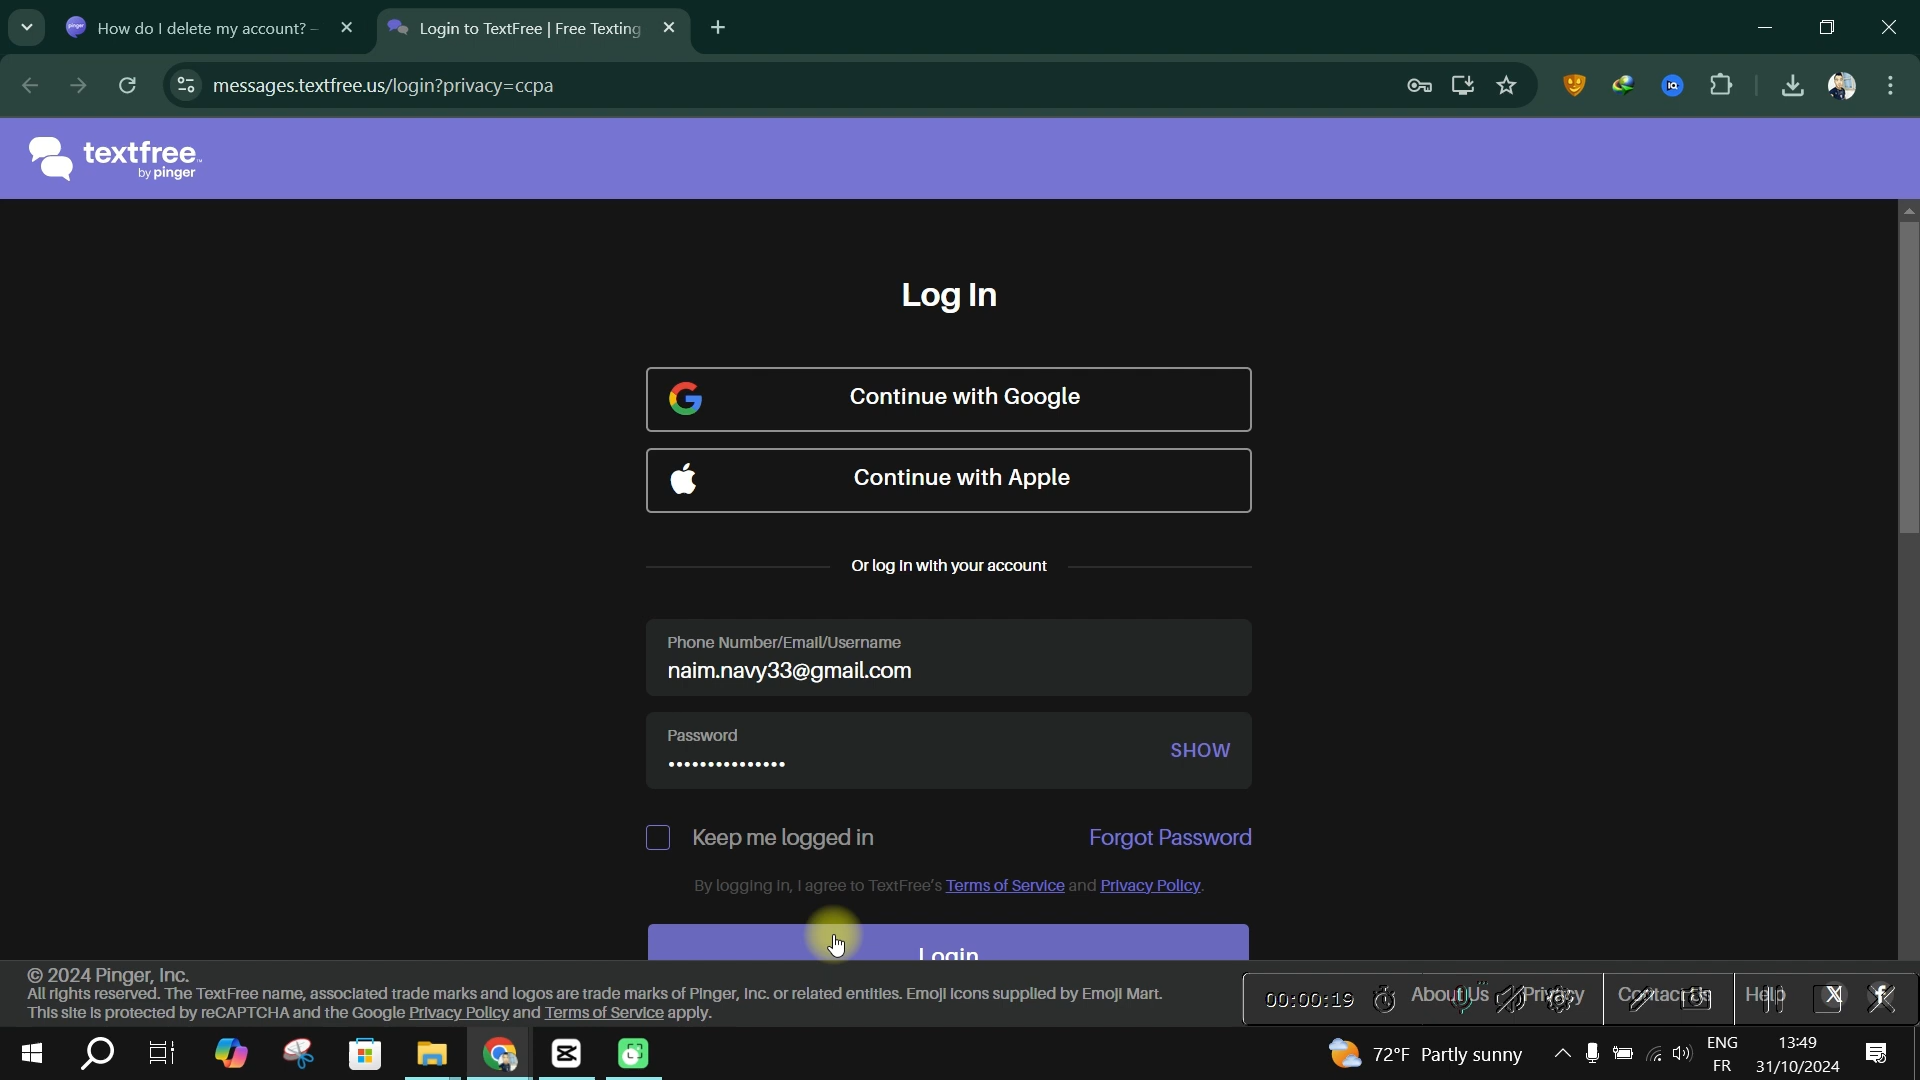 How do I delete my account? –
Login to TextFree | Free Texting
messages.textfree.us/login?privacy=ccpa
textfree™
by pinger
Log In
Continue with Google
Continue with Apple
Or log in with your account
Phone Number/Email/Username
naim.navy33@gmail.com
Password
••••••••••••••• SHOW
Keep me logged in Forgot Password
By logging in, I agree to TextFree's Terms of Service and Privacy Policy.
Login
© 2024 Pinger, Inc.
All rights reserved. The TextFree name, associated trade marks and logos are trade marks of Pinger, Inc. or related entities. Emoji icons supplied by Emoji Mart.
This site is protected by reCAPTCHA and the Google Privacy Policy and Terms of Service apply.
00:00:19 About Us Privacy Contact Us Help
72°F Partly sunny
ENG
FR
13:49
31/10/2024